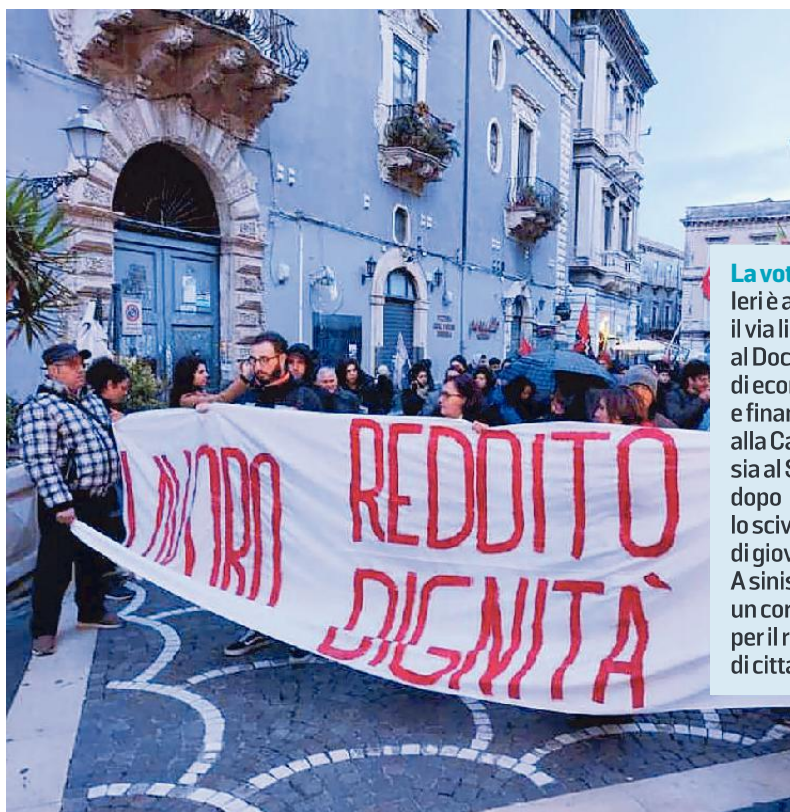 LAVORO
REDDITO
DIGNITÀ
La vot
Ieri è a
il via li
al Doc
di econ
e finan
alla Ca
sia al S
dopo
lo sciv
di giov
A sinis
un cor
per il r
di citta